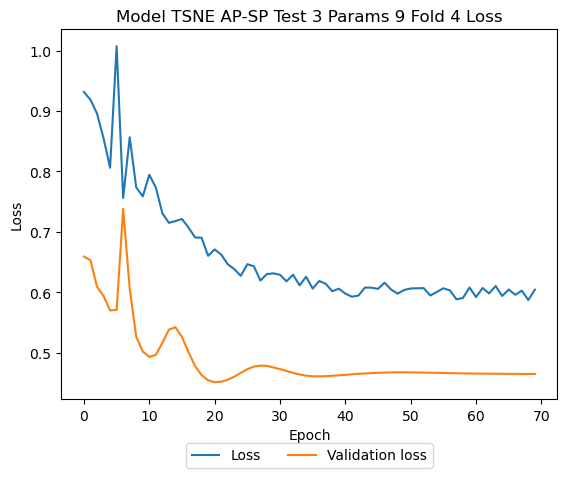 Model TSNE AP-SP Test 3 Params 9 Fold 4 Loss
1.0
0.9
0.8
0.7
0.6
0.5
Loss
0 10 20 30 40 50 60 70
Epoch
Loss Validation loss